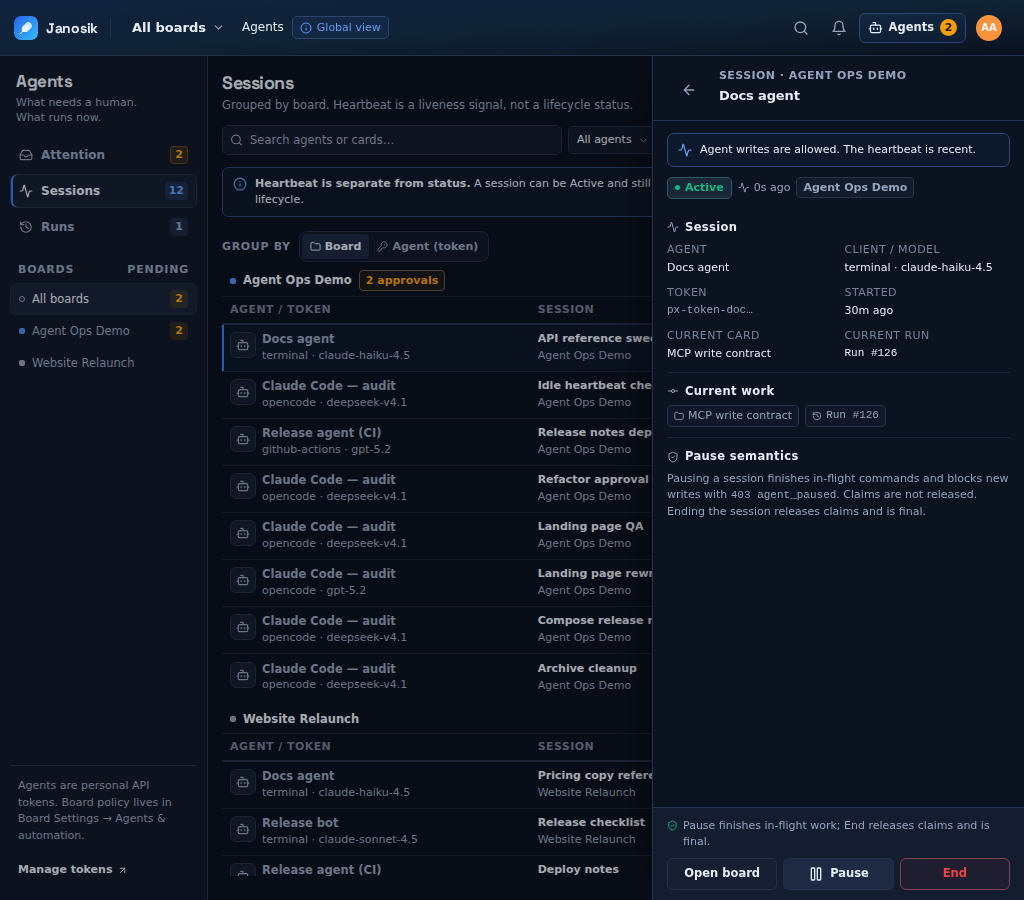 Janosik
All boards
Agents
Global view
Agents 2
AA
Agents
What needs a human.
What runs now.
Attention 2
Sessions 12
Runs 1
BOARDS PENDING
All boards 2
Agent Ops Demo 2
Website Relaunch
Agents are personal API
tokens. Board policy lives in
Board Settings → Agents &
automation.
Manage tokens ↗
Sessions
Grouped by board. Heartbeat is a liveness signal, not a lifecycle status.
Search agents or cards…
All agents
Heartbeat is separate from status. A session can be Active and still
lifecycle.
GROUP BY Board Agent (token)
Agent Ops Demo 2 approvals
AGENT / TOKEN SESSION
Docs agent API reference
terminal · claude-haiku-4.5 Agent Ops Demo
Claude Code — audit Idle heartbeat
opencode · deepseek-v4.1 Agent Ops Demo
Release agent (CI) Release notes
github-actions · gpt-5.2 Agent Ops Demo
Claude Code — audit Refactor approval
opencode · deepseek-v4.1 Agent Ops Demo
Claude Code — audit Landing page QA
opencode · deepseek-v4.1 Agent Ops Demo
Claude Code — audit Landing page
opencode · gpt-5.2 Agent Ops Demo
Claude Code — audit Compose release
opencode · deepseek-v4.1 Agent Ops Demo
Claude Code — audit Archive cleanup
opencode · deepseek-v4.1 Agent Ops Demo
Website Relaunch
AGENT / TOKEN SESSION
Docs agent Pricing copy
terminal · claude-haiku-4.5 Website Relaunch
Release bot Release checklist
terminal · claude-sonnet-4.5 Website Relaunch
Release agent (CI) Deploy notes
SESSION · AGENT OPS DEMO
Docs agent
Agent writes are allowed. The heartbeat is recent.
Active 0s ago Agent Ops Demo
Session
AGENT CLIENT / MODEL
Docs agent terminal · claude-haiku-4.5
TOKEN STARTED
px-token-doc… 30m ago
CURRENT CARD CURRENT RUN
MCP write contract Run #126
Current work
MCP write contract Run #126
Pause semantics
Pausing a session finishes in-flight commands and blocks new
writes with 403 agent_paused. Claims are not released.
Ending the session releases claims and is final.
Pause finishes in-flight work; End releases claims and is
final.
Open board Pause End